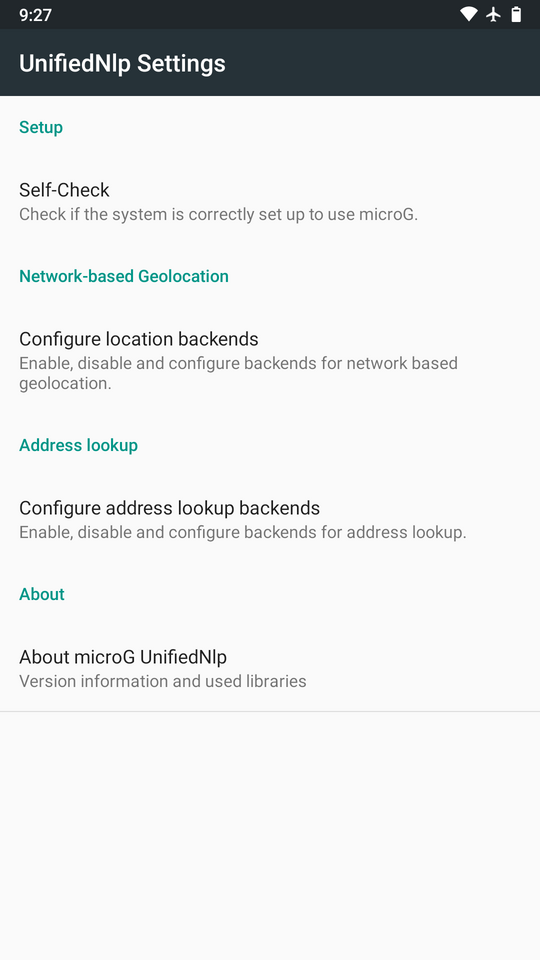 9:27
UnifiedNlp Settings
Setup
Self-Check
Check if the system is correctly set up to use microG.
Network-based Geolocation
Configure location backends
Enable, disable and configure backends for network based
geolocation.
Address lookup
Configure address lookup backends
Enable, disable and configure backends for address lookup.
About
About microG UnifiedNlp
Version information and used libraries